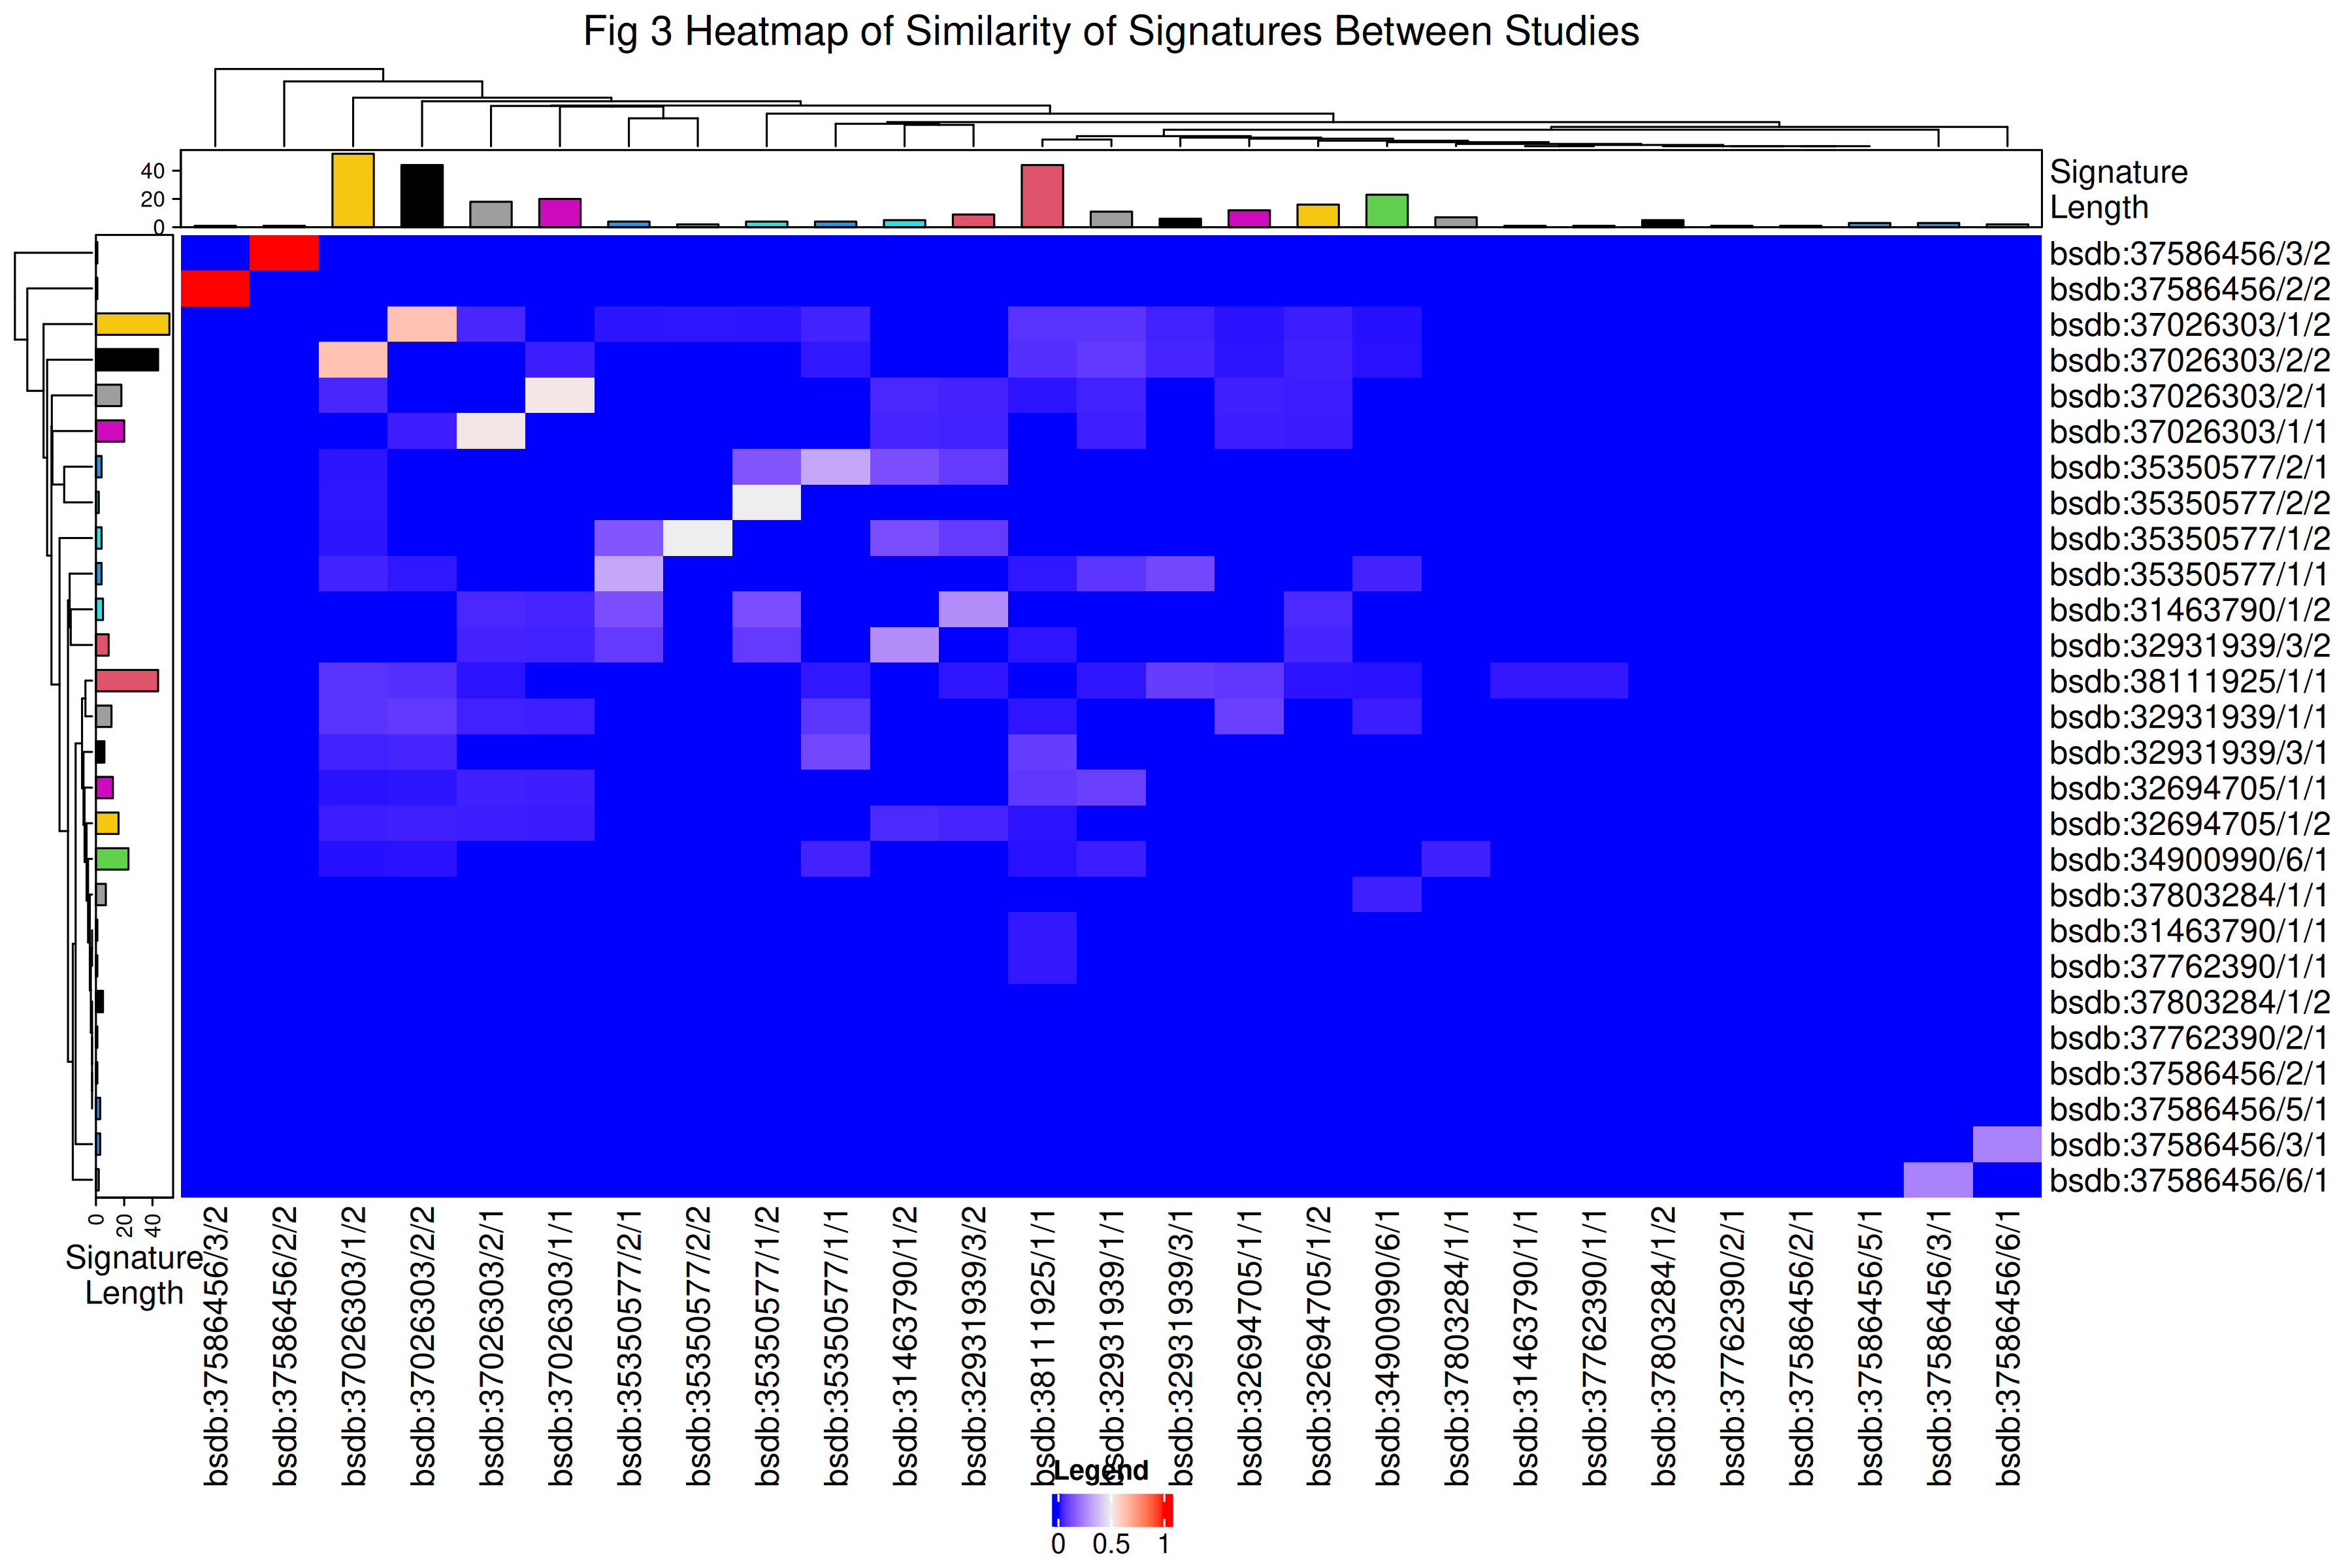 Fig 3 Heatmap of Similarity of Signatures Between Studies
40
20
0
Signature
Length
bsdb:37586456/3/2
bsdb:37586456/2/2
bsdb:37026303/1/2
bsdb:37026303/2/2
bsdb:37026303/2/1
bsdb:37026303/1/1
bsdb:35350577/2/1
bsdb:35350577/2/2
bsdb:35350577/1/2
bsdb:35350577/1/1
bsdb:31463790/1/2
bsdb:32931939/3/2
bsdb:38111925/1/1
bsdb:32931939/1/1
bsdb:32931939/3/1
bsdb:32694705/1/1
bsdb:32694705/1/2
bsdb:34900990/6/1
bsdb:37803284/1/1
bsdb:31463790/1/1
bsdb:37762390/1/1
bsdb:37803284/1/2
bsdb:37762390/2/1
bsdb:37586456/2/1
bsdb:37586456/5/1
bsdb:37586456/3/1
bsdb:37586456/6/1
0
20
40
Signature
Length
bsdb:37586456/3/2
bsdb:37586456/2/2
bsdb:37026303/1/2
bsdb:37026303/2/2
bsdb:37026303/2/1
bsdb:37026303/1/1
bsdb:35350577/2/1
bsdb:35350577/2/2
bsdb:35350577/1/2
bsdb:35350577/1/1
bsdb:31463790/1/2
bsdb:32931939/3/2
bsdb:38111925/1/1
bsdb:32931939/1/1
bsdb:32931939/3/1
bsdb:32694705/1/1
bsdb:32694705/1/2
bsdb:34900990/6/1
bsdb:37803284/1/1
bsdb:31463790/1/1
bsdb:37762390/1/1
bsdb:37803284/1/2
bsdb:37762390/2/1
bsdb:37586456/2/1
bsdb:37586456/5/1
bsdb:37586456/3/1
bsdb:37586456/6/1
Legend
0 0.5 1